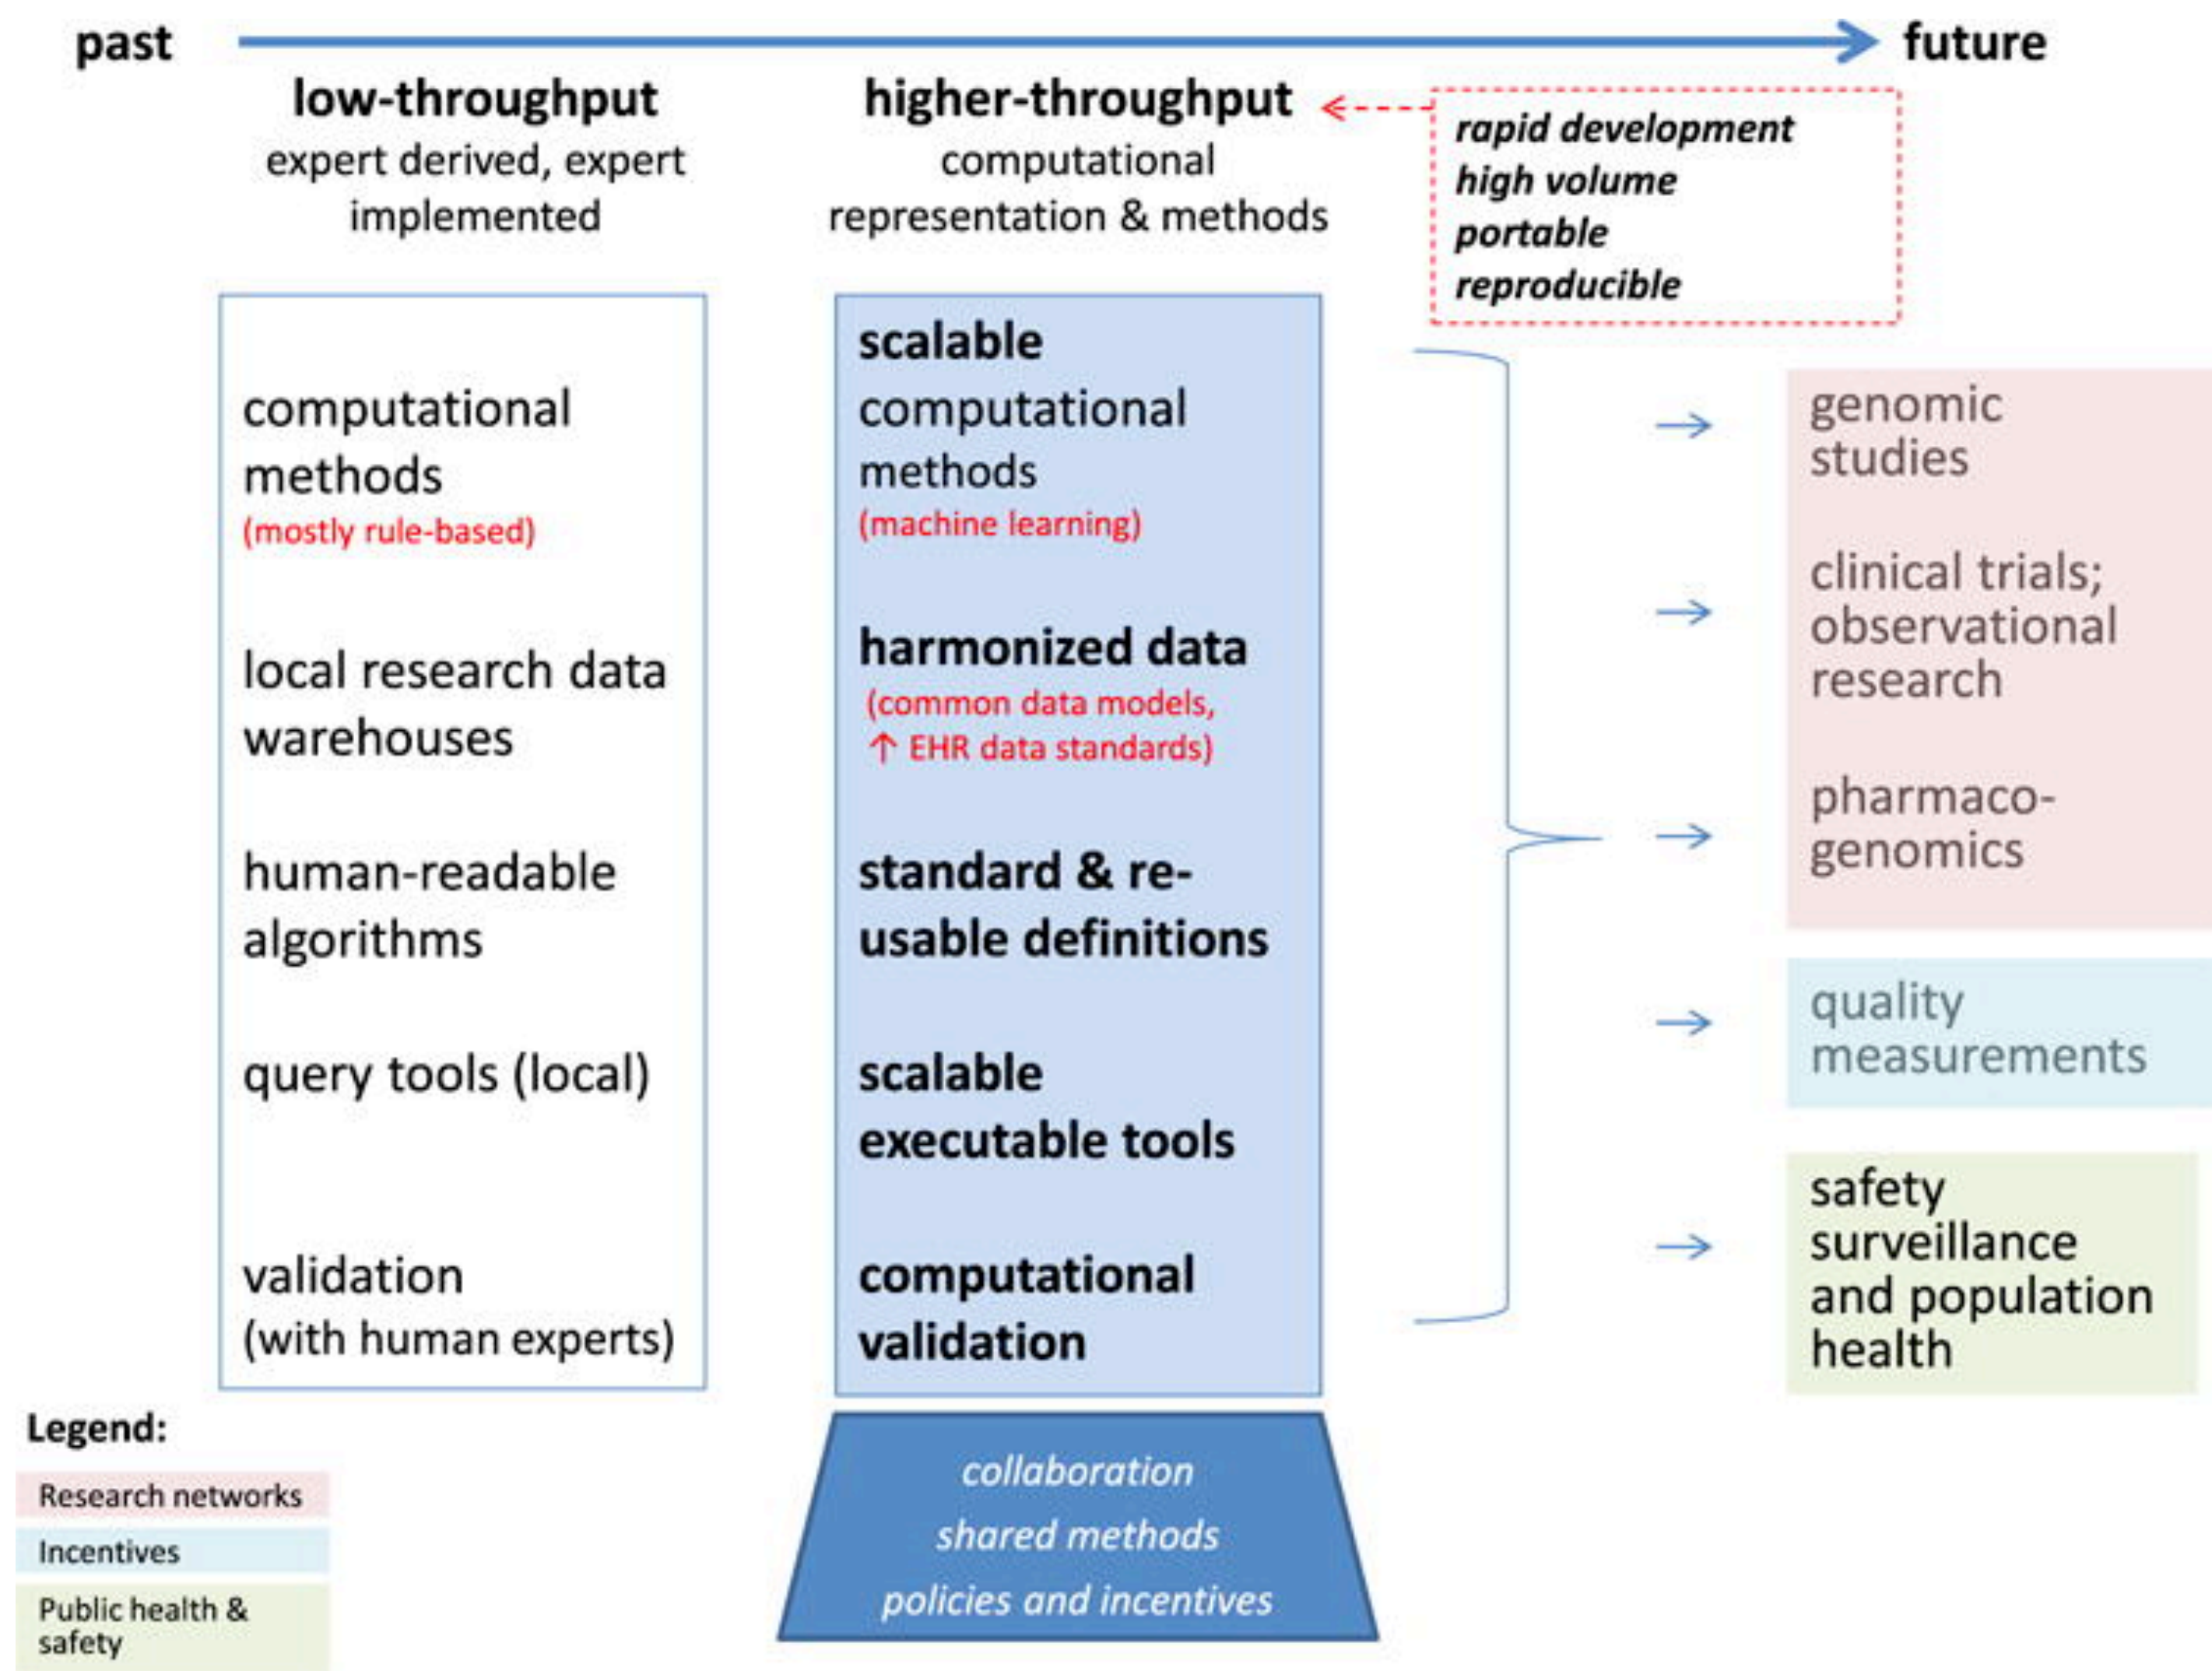 past
future
low-throughput
expert derived, expert
implemented
higher-throughput
computational
representation & methods
rapid development
high volume
portable
reproducible
computational
methods
(mostly rule-based)
local research data
warehouses
human-readable
algorithms
query tools (local)
validation
(with human experts)
scalable
computational
methods
(machine learning)
harmonized data
(common data models,
↑ EHR data standards)
standard & re-
usable definitions
scalable
executable tools
computational
validation
genomic
studies
clinical trials;
observational
research
pharmaco-
genomics
quality
measurements
safety
surveillance
and population
health
collaboration
shared methods
policies and incentives
Legend:
Research networks
Incentives
Public health &
safety